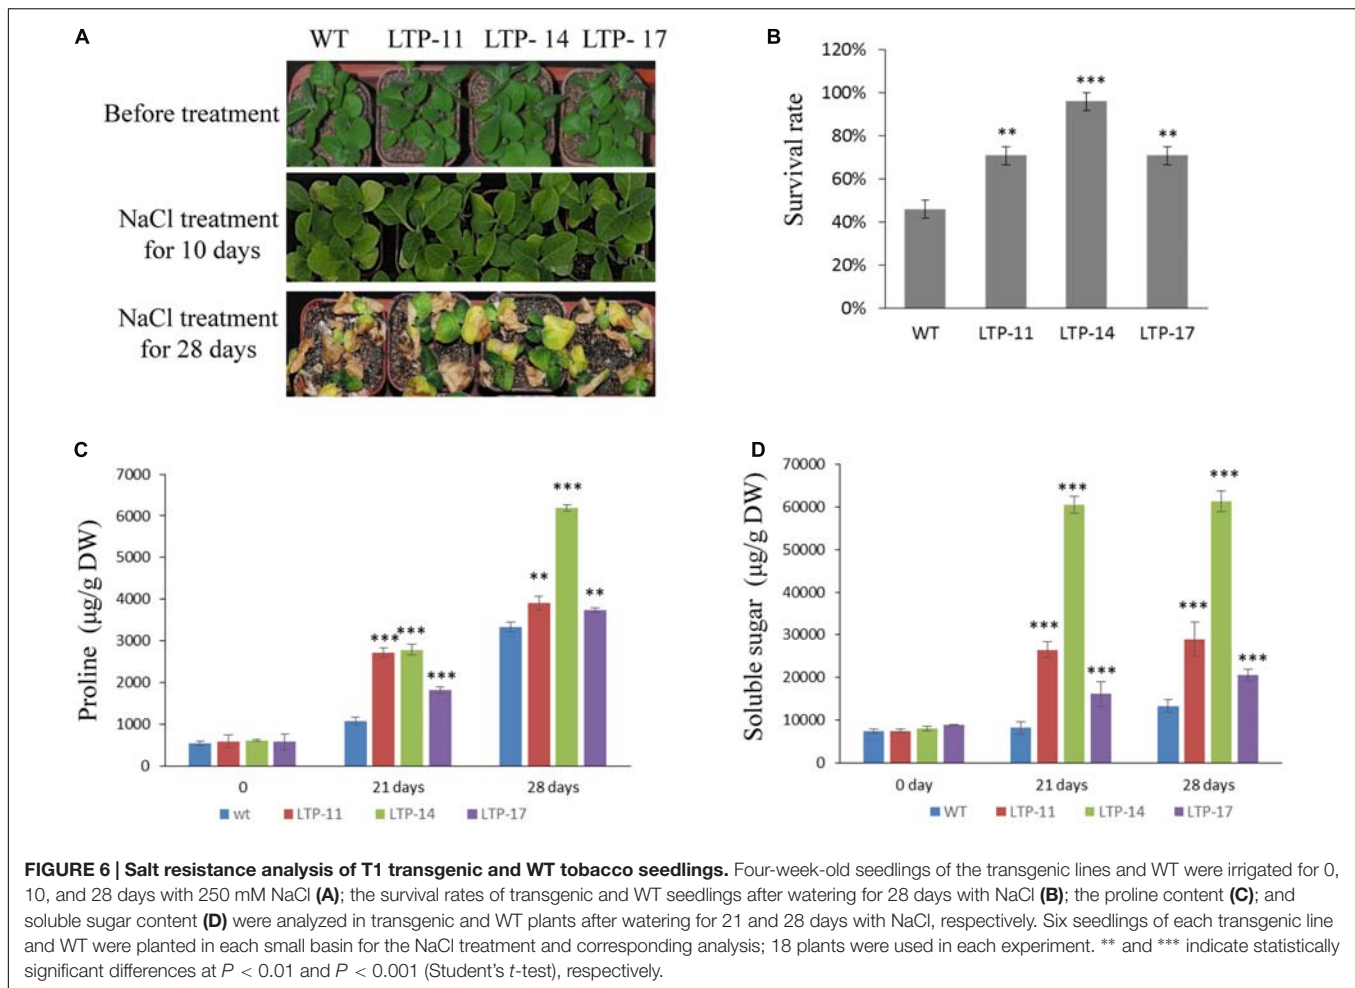 A
WT LTP-11 LTP- 14 LTP- 17
Before treatment
NaCl treatment
for 10 days
NaCl treatment
for 28 days
B
Survival rate
120%
100%
80%
60%
40%
20%
0%
** *** **
WT LTP-11 LTP-14 LTP-17
C
Proline (µg/g DW)
7000
6000
5000
4000
3000
2000
1000
0
*** *** *** ** *** **
0 21 days 28 days
wt LTP-11 LTP-14 LTP-17
D
Soluble sugar (µg/g DW)
70000
60000
50000
40000
30000
20000
10000
0
*** *** *** *** *** ***
0 day 21 days 28 days
WT LTP-11 LTP-14 LTP-17
FIGURE 6 | Salt resistance analysis of T1 transgenic and WT tobacco seedlings. Four-week-old seedlings of the transgenic lines and WT were irrigated for 0,
10, and 28 days with 250 mM NaCl (A); the survival rates of transgenic and WT seedlings after watering for 28 days with NaCl (B); the proline content (C); and
soluble sugar content (D) were analyzed in transgenic and WT plants after watering for 21 and 28 days with NaCl, respectively. Six seedlings of each transgenic line
and WT were planted in each small basin for the NaCl treatment and corresponding analysis; 18 plants were used in each experiment. ** and *** indicate statistically
significant differences at P < 0.01 and P < 0.001 (Student's t-test), respectively.